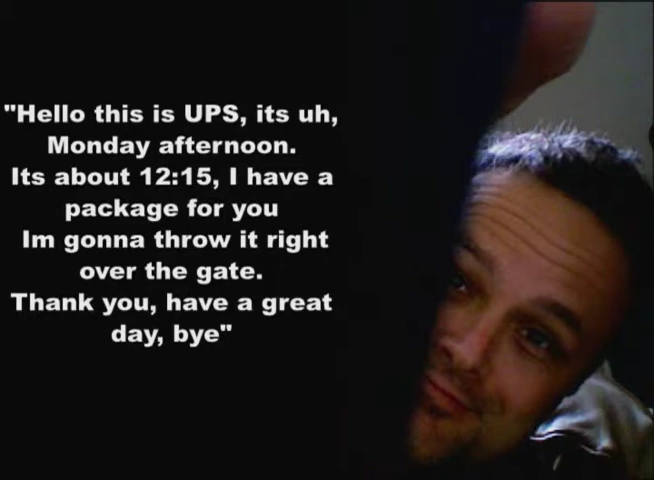 "Hello this is UPS, its uh,
Monday afternoon.
Its about 12:15, I have a
package for you
Im gonna throw it right
over the gate.
Thank you, have a great
day, bye"